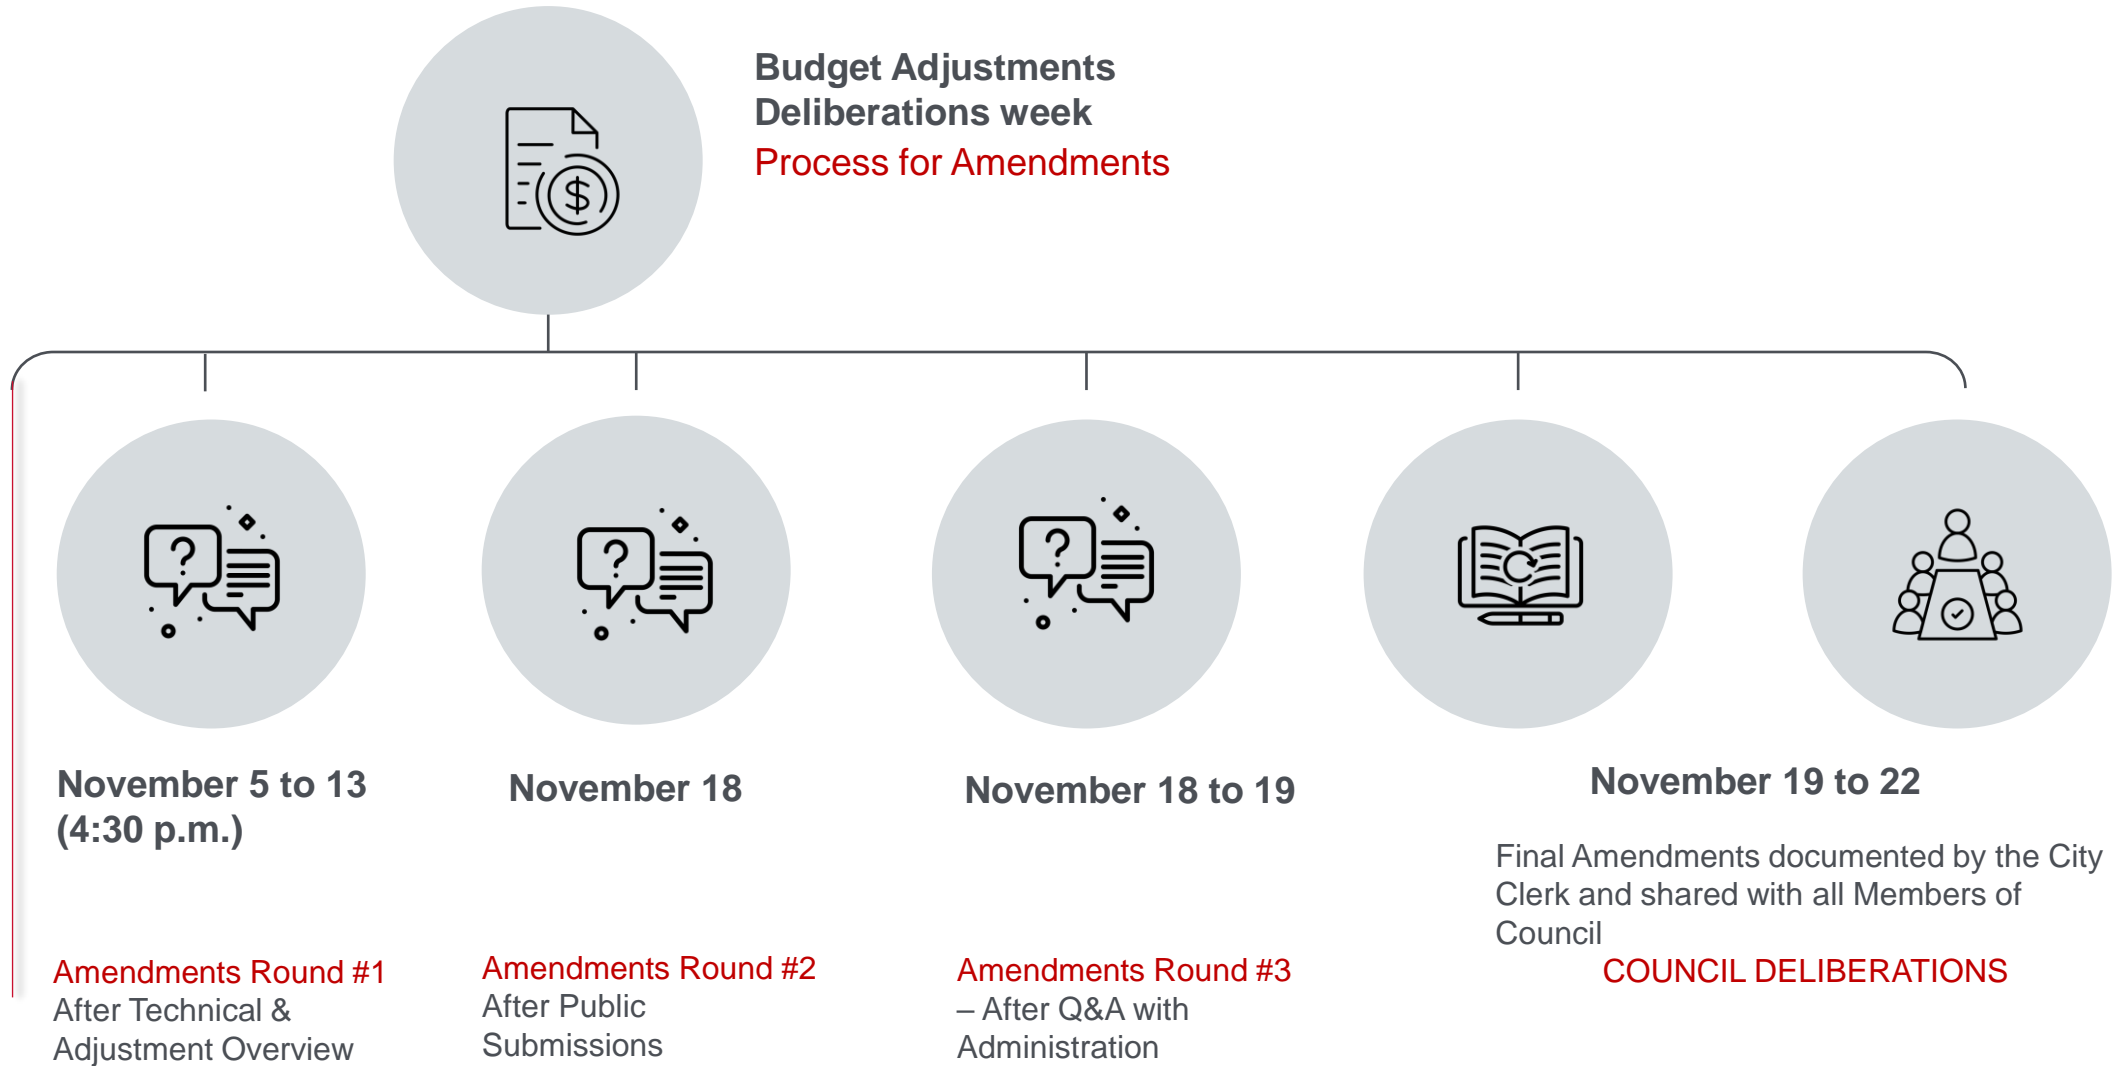 Budget Adjustments
Deliberations week
Process for Amendments
November 5 to 13
(4:30 p.m.)
Amendments Round #1
After Technical &
Adjustment Overview
November 18
Amendments Round #2
After Public
Submissions
November 18 to 19
Amendments Round #3
– After Q&A with
Administration
November 19 to 22
Final Amendments documented by the City
Clerk and shared with all Members of
Council
COUNCIL DELIBERATIONS